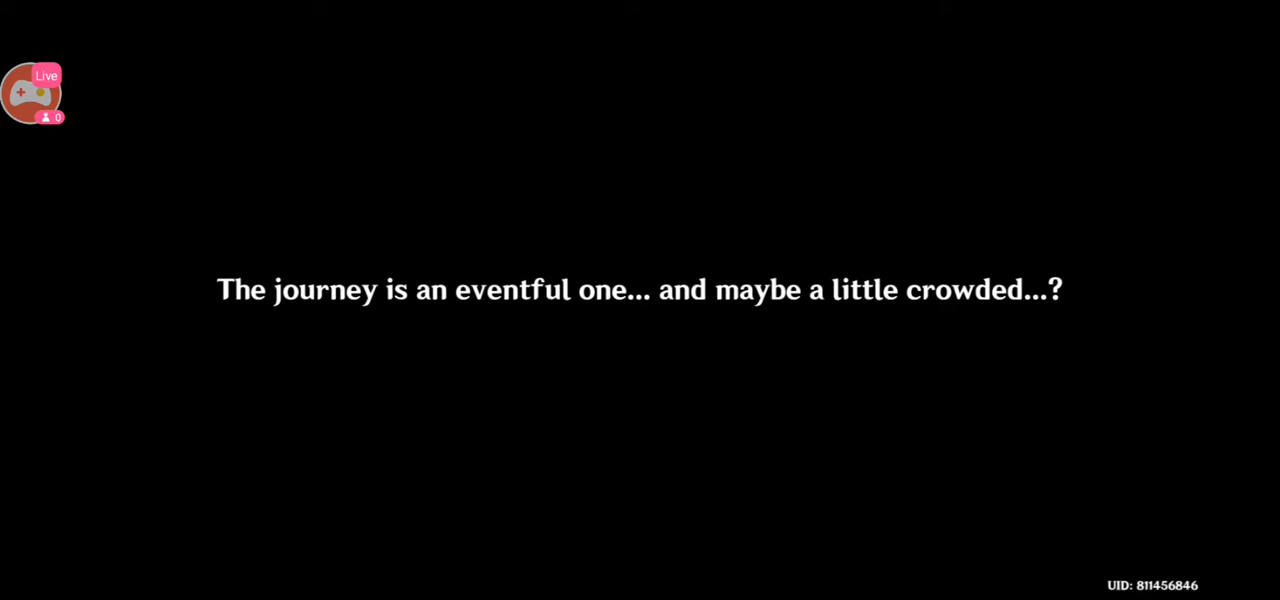 Live
0
The journey is an eventful one... and maybe a little crowded...?
UID: 811456846